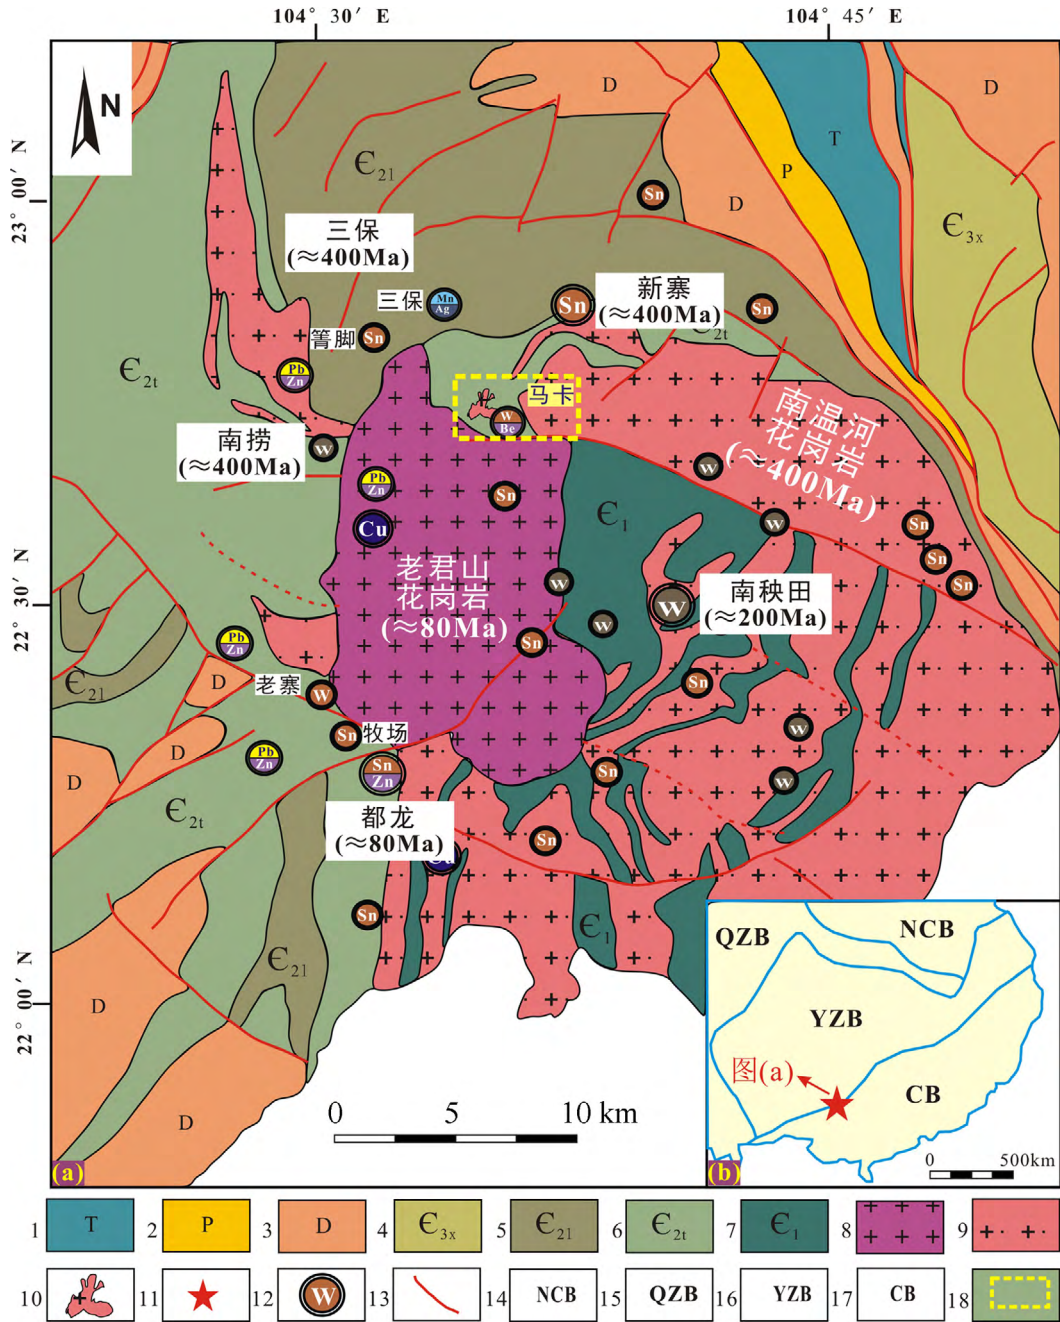 104° 30′ E
104° 45′ E
23° 00′ N
22° 30′ N
22° 00′ N
N
D
D
Є2l
T
P
Sn
D
Є3x
三保
(≈400Ma)
三保
Mn
Ag
Sn
新寨
(≈400Ma)
Sn
箐脚
Sn
Є2t
Є2t
Pb
Zn
马卡
W
Be
南温河
花岗岩
(≈400Ma)
南捞
(≈400Ma)
W
Pb
Zn
Sn
W
Cu
Є1
W
Sn
Sn
Sn
老君山
花岗岩
(≈80Ma)
W
W
W
南秧田
(≈200Ma)
Pb
Zn
Sn
Є2l
D
老寨
W
Sn
W
D
Sn
牧场
Pb
Zn
D
Sn
Zn
Sn
W
Є2t
都龙
(≈80Ma)
Sn
Sn
Є1
Є2l
D
D
0 5 10 km
(a)
QZB
NCB
YZB
图(a)
CB
0 500km
(b)
1 T 2 P 3 D 4 Є3x 5 Є2l 6 Є2t 7 Є1 8 9
10 11 12 W 13 14 NCB 15 QZB 16 YZB 17 CB 18